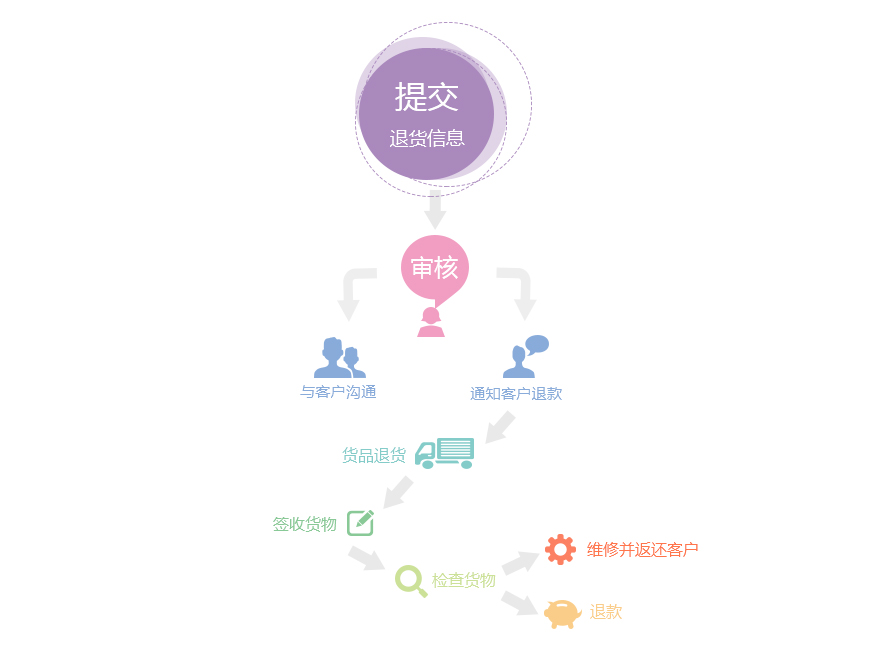 提交
退货信息
审核
与客户沟通
通知客户退款
货品退货
签收货物
维修并返还客户
检查货物
退款